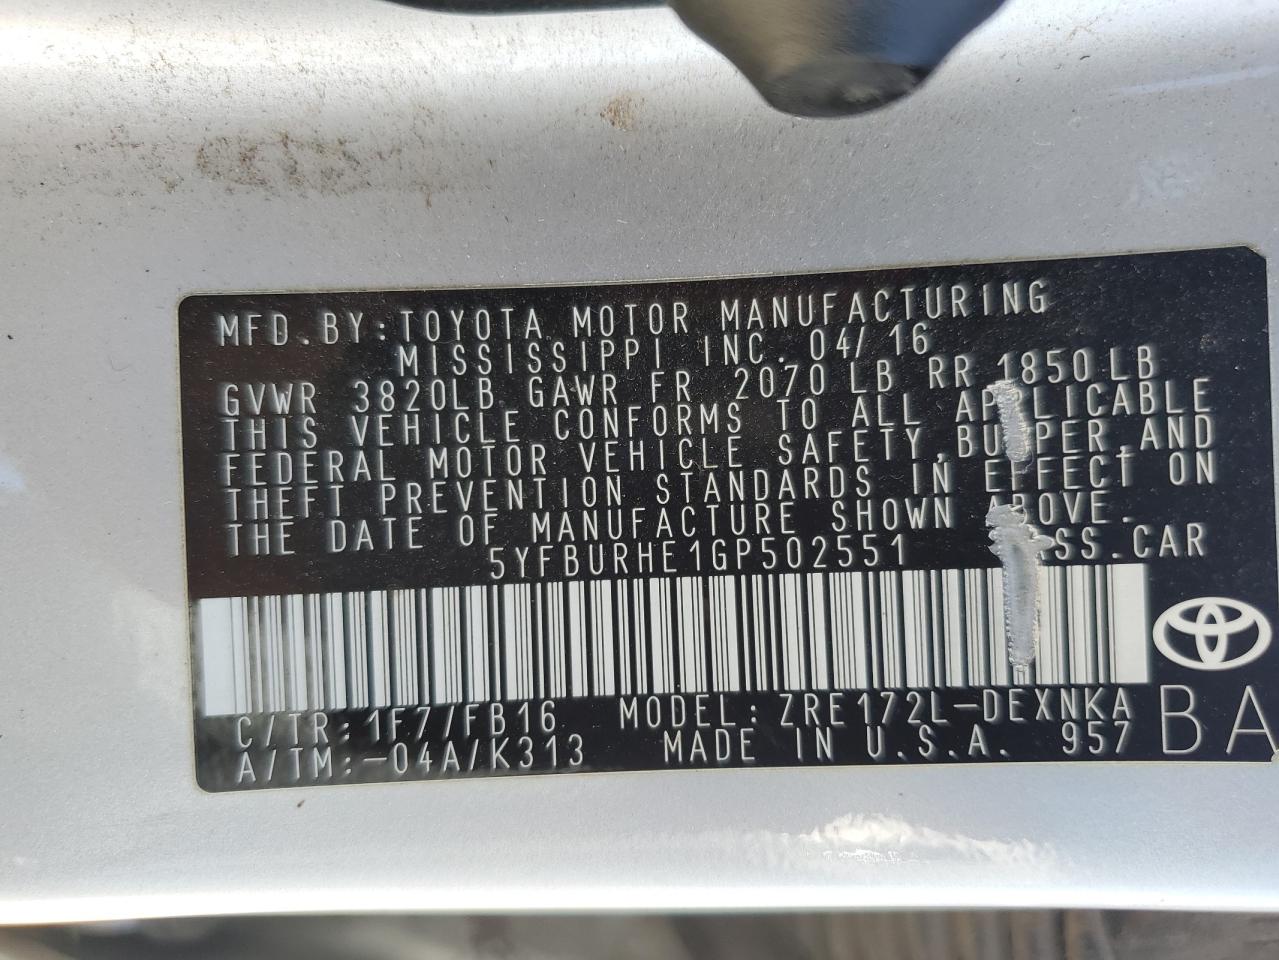 MFD. BY: TOYOTA MOTOR MANUFACTURING
MISSISSIPPI INC. 04/16
GVWR 3820LB GAWR FR 2070 LB RR 1850 LB
THIS VEHICLE CONFORMS TO ALL APPLICABLE
FEDERAL MOTOR VEHICLE SAFETY, BUMPER, AND
THEFT PREVENTION STANDARDS IN EFFECT ON
THE DATE OF MANUFACTURE SHOWN ABOVE.
5YFBURHE1GP502551 PASS. CAR
C/TR: 1F7/FB16 MODEL: ZRE172L-DEXNKA
A/TM: -04A/K313 MADE IN U.S.A. 957
BA